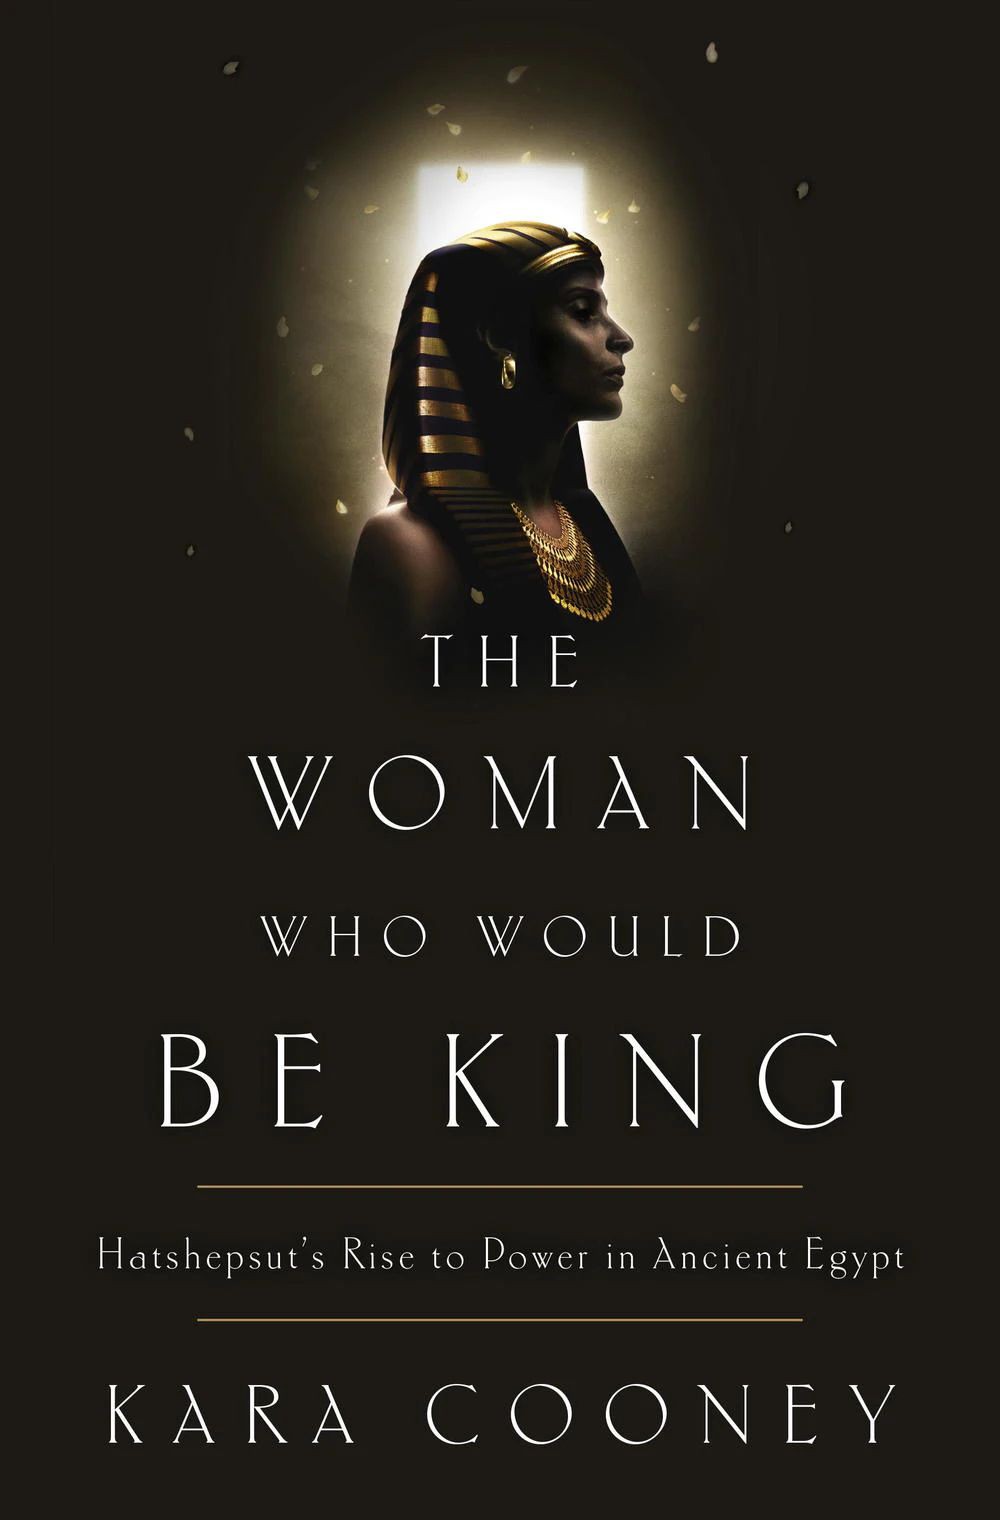 THE
WOMAN
WHO WOULD
BE KING
Hatshepsut's Rise to Power in Ancient Egypt
KARA COONEY